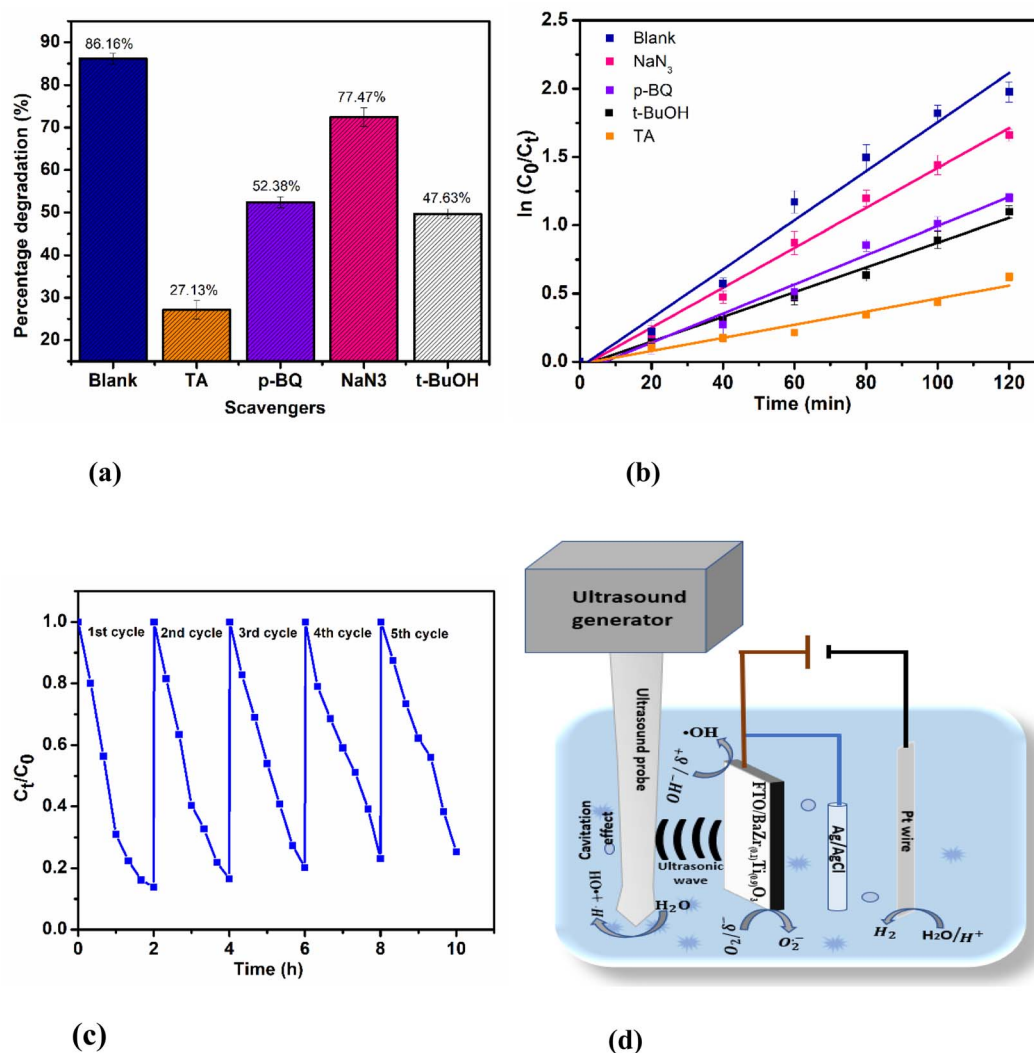 90
80
70
60
50
40
30
20
Percentage degradation (%)
86.16%
27.13%
52.38%
77.47%
47.63%
Blank TA p-BQ NaN3 t-BuOH
Scavengers
(a)
2.5
2.0
1.5
1.0
0.5
0.0
ln (C₀/Cₜ)
Blank
NaN₃
p-BQ
t-BuOH
TA
0 20 40 60 80 100 120
Time (min)
(b)
1.0
0.8
0.6
0.4
0.2
0.0
Cₜ/C₀
1st cycle 2nd cycle 3rd cycle 4th cycle 5th cycle
0 2 4 6 8 10
Time (h)
(c)
Ultrasound
generator
Ultrasound probe
Cavitation
effect
Ultrasonic
wave
•OH
HO⁻/δ⁺
H· +•OH
H₂O
FTO/BaZr₍₀.₁₎Ti₍₀.₉₎O₃
O₂/δ⁻
O₂⁻
Ag/AgCl
Pt wire
H₂
H₂O/H⁺
(d)